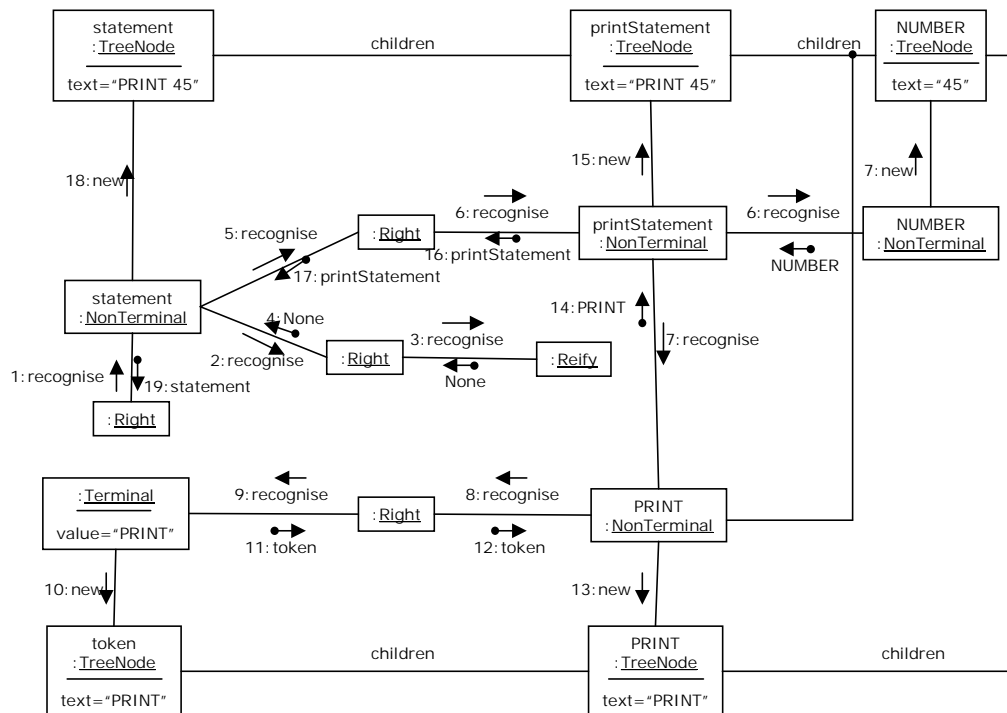 statement
:TreeNode
text="PRINT 45"
children
printStatement
:TreeNode
text="PRINT 45"
children
NUMBER
:TreeNode
text="45"
18:new
15:new
7:new
5:recognise
:Right
6:recognise
16:printStatement
17:printStatement
printStatement
:NonTerminal
6:recognise
NUMBER
NUMBER
:NonTerminal
statement
:NonTerminal
4:None
2:recognise
:Right
3:recognise
None
:Reify
14:PRINT
7:recognise
1:recognise
19:statement
:Right
:Terminal
value="PRINT"
9:recognise
11:token
:Right
8:recognise
12:token
PRINT
:NonTerminal
10:new
13:new
token
:TreeNode
text="PRINT"
children
PRINT
:TreeNode
text="PRINT"
children